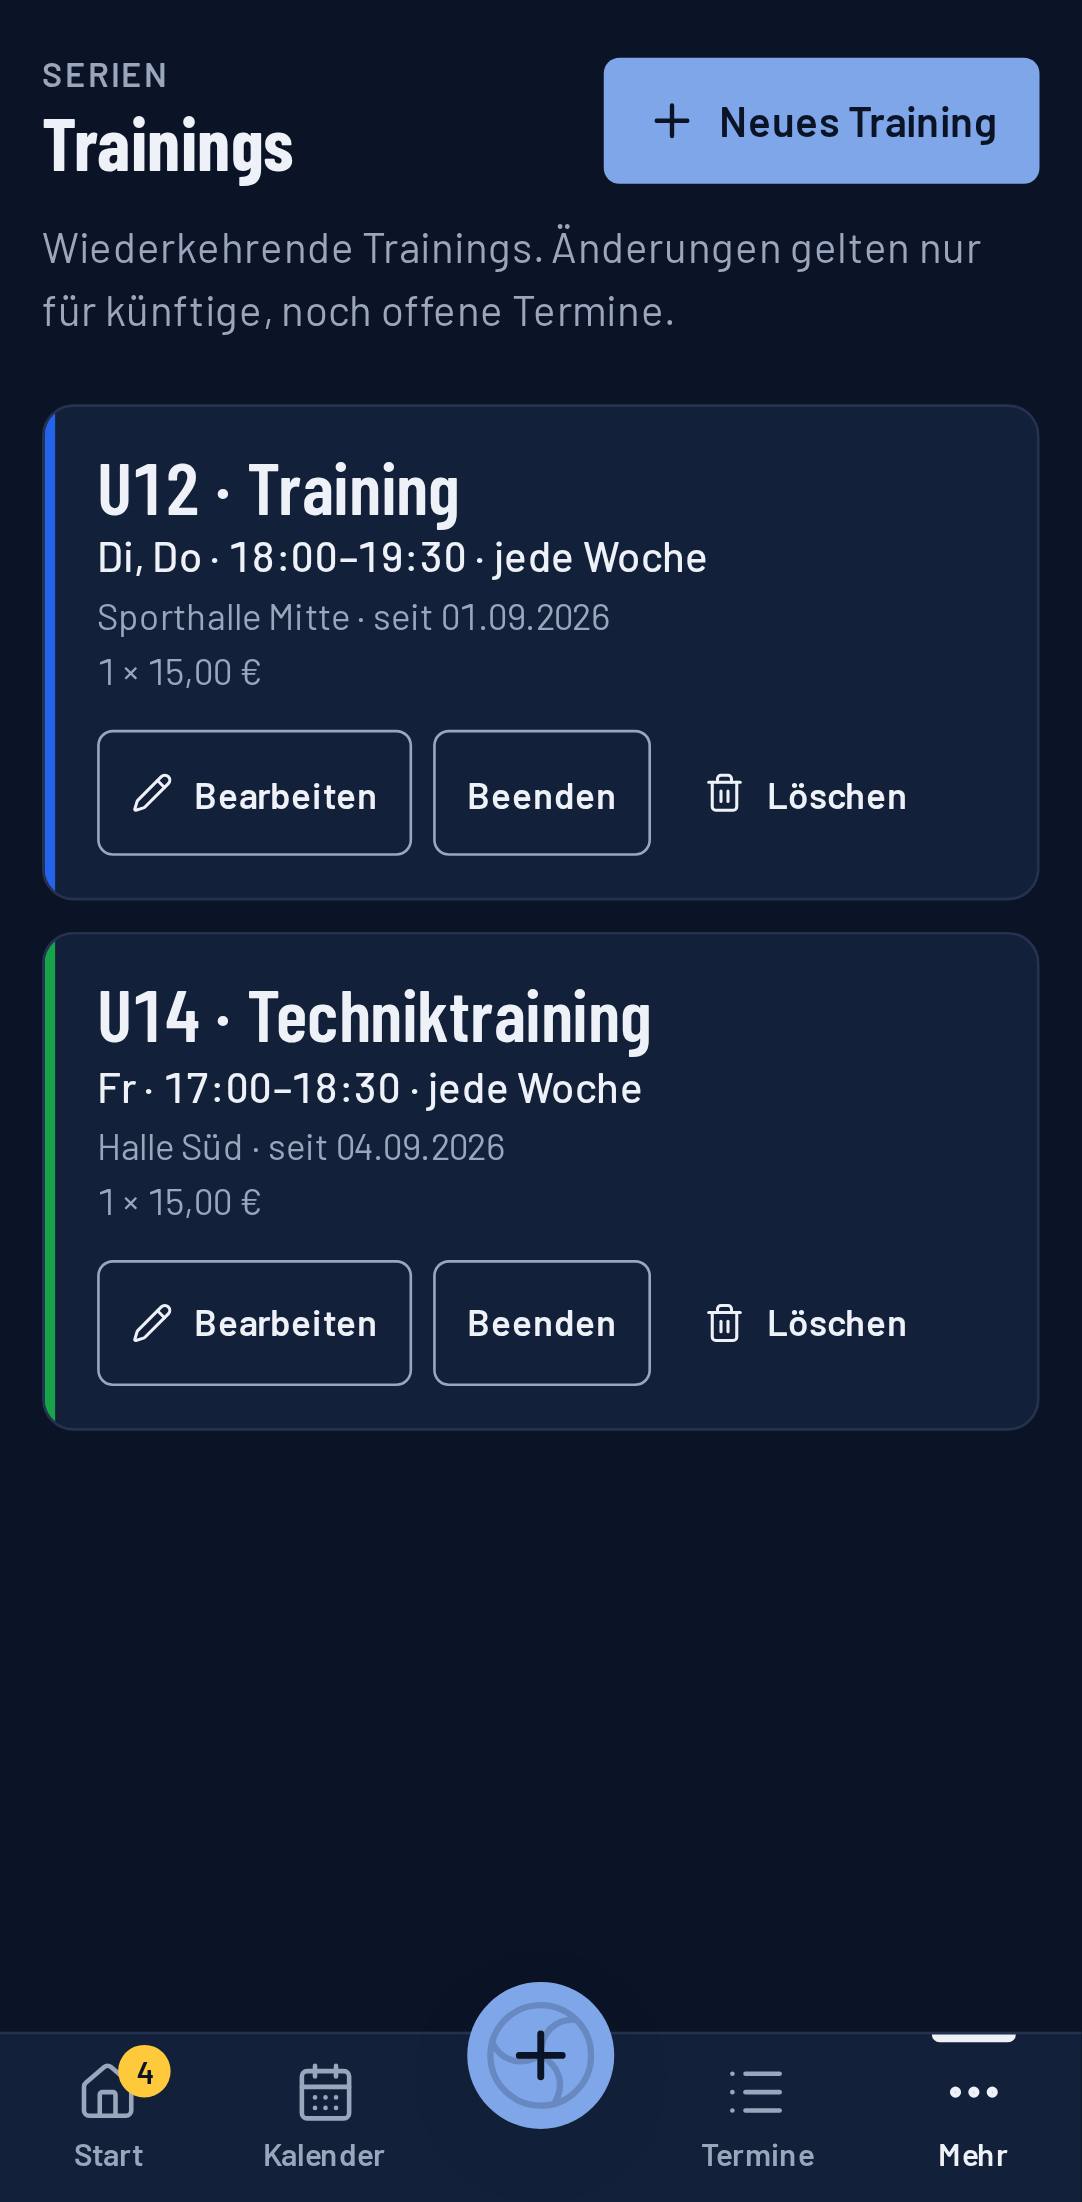 SERIEN
Trainings
Neues Training
Wiederkehrende Trainings. Änderungen gelten nur
für künftige, noch offene Termine.
U12 · Training
Di, Do · 18:00–19:30 · jede Woche
Sporthalle Mitte · seit 01.09.2026
1 × 15,00 €
Bearbeiten Beenden Löschen
U14 · Techniktraining
Fr · 17:00–18:30 · jede Woche
Halle Süd · seit 04.09.2026
1 × 15,00 €
Bearbeiten Beenden Löschen
4
Start Kalender Termine Mehr